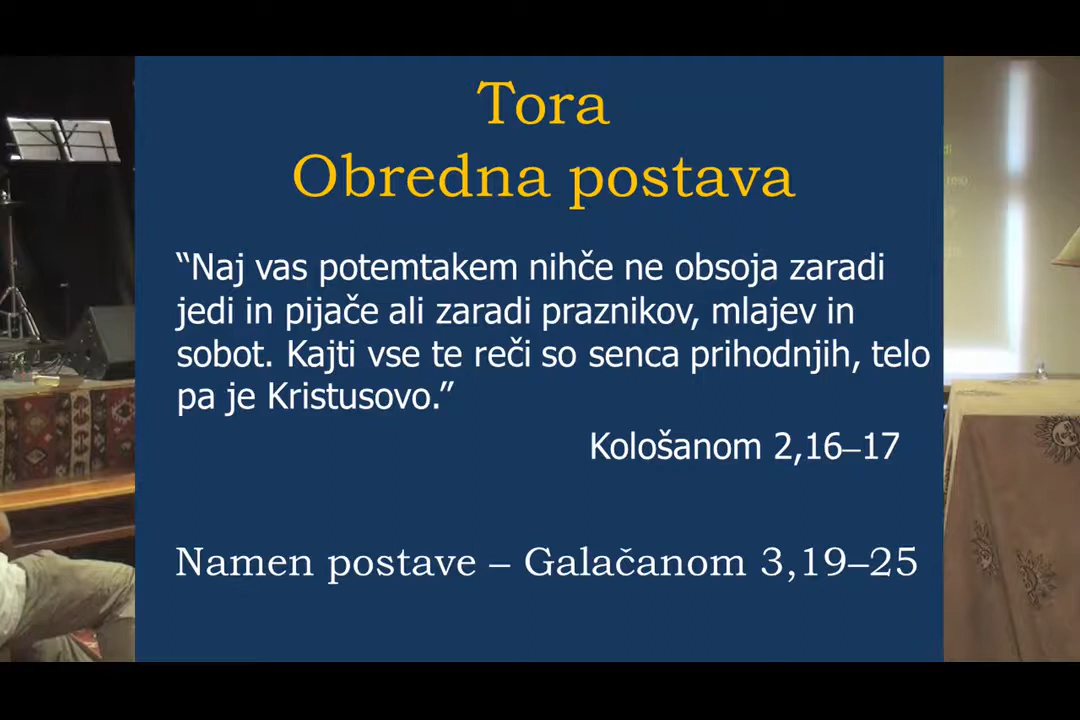 Tora
Obredna postava
“Naj vas potemtakem nihče ne obsoja zaradi
jedi in pijače ali zaradi praznikov, mlajev in
sobot. Kajti vse te reči so senca prihodnjih, telo
pa je Kristusovo.”
Kološanom 2,16–17
Namen postave – Galačanom 3,19–25